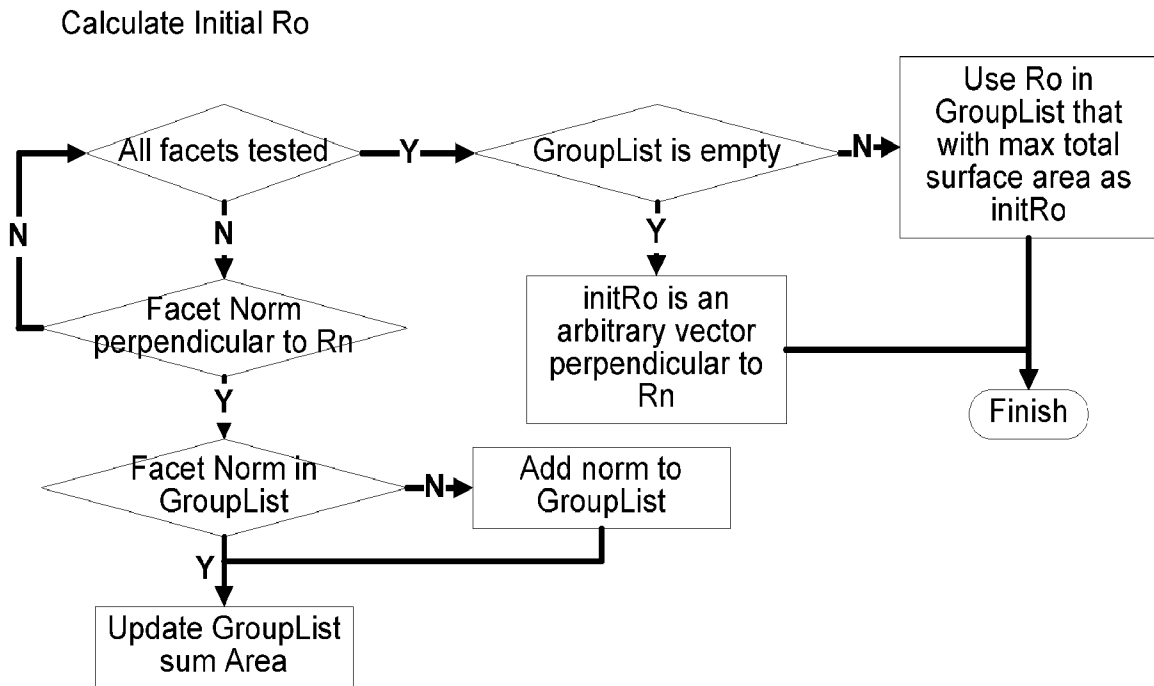 Calculate Initial Ro
All facets tested
Y
GroupList is empty
N
Use Ro in
GroupList that
with max total
surface area as
initRo
N
N
Y
Facet Norm
perpendicular to Rn
initRo is an
arbitrary vector
perpendicular to
Rn
Finish
Y
Facet Norm in
GroupList
N
Add norm to
GroupList
Y
Update GroupList
sum Area